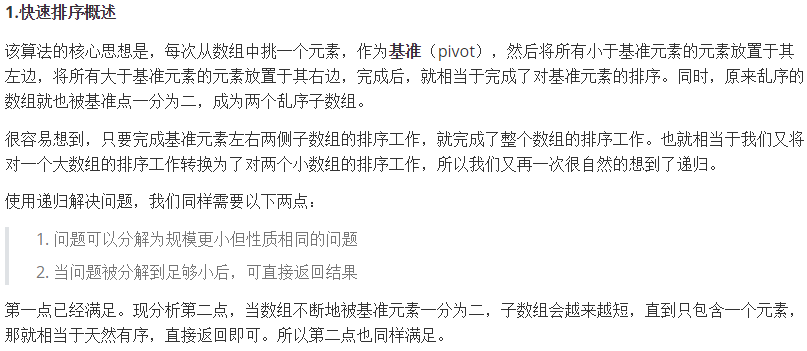 1.快速排序概述
该算法的核心思想是，每次从数组中挑一个元素，作为基准（pivot），然后将所有小于基准元素的元素放置于其
左边，将所有大于基准元素的元素放置于其右边，完成后，就相当于完成了对基准元素的排序。同时，原来乱序的
数组就也被基准点一分为二，成为两个乱序子数组。
很容易想到，只要完成基准元素左右两侧子数组的排序工作，就完成了整个数组的排序工作。也就相当于我们又将
对一个大数组的排序工作转换为了对两个小数组的排序工作，所以我们又再一次很自然的想到了递归。
使用递归解决问题，我们同样需要以下两点：
1. 问题可以分解为规模更小但性质相同的问题
2. 当问题被分解到足够小后，可直接返回结果
第一点已经满足。现分析第二点，当数组不断地被基准元素一分为二，子数组会越来越短，直到只包含一个元素，
那就相当于天然有序，直接返回即可。所以第二点也同样满足。